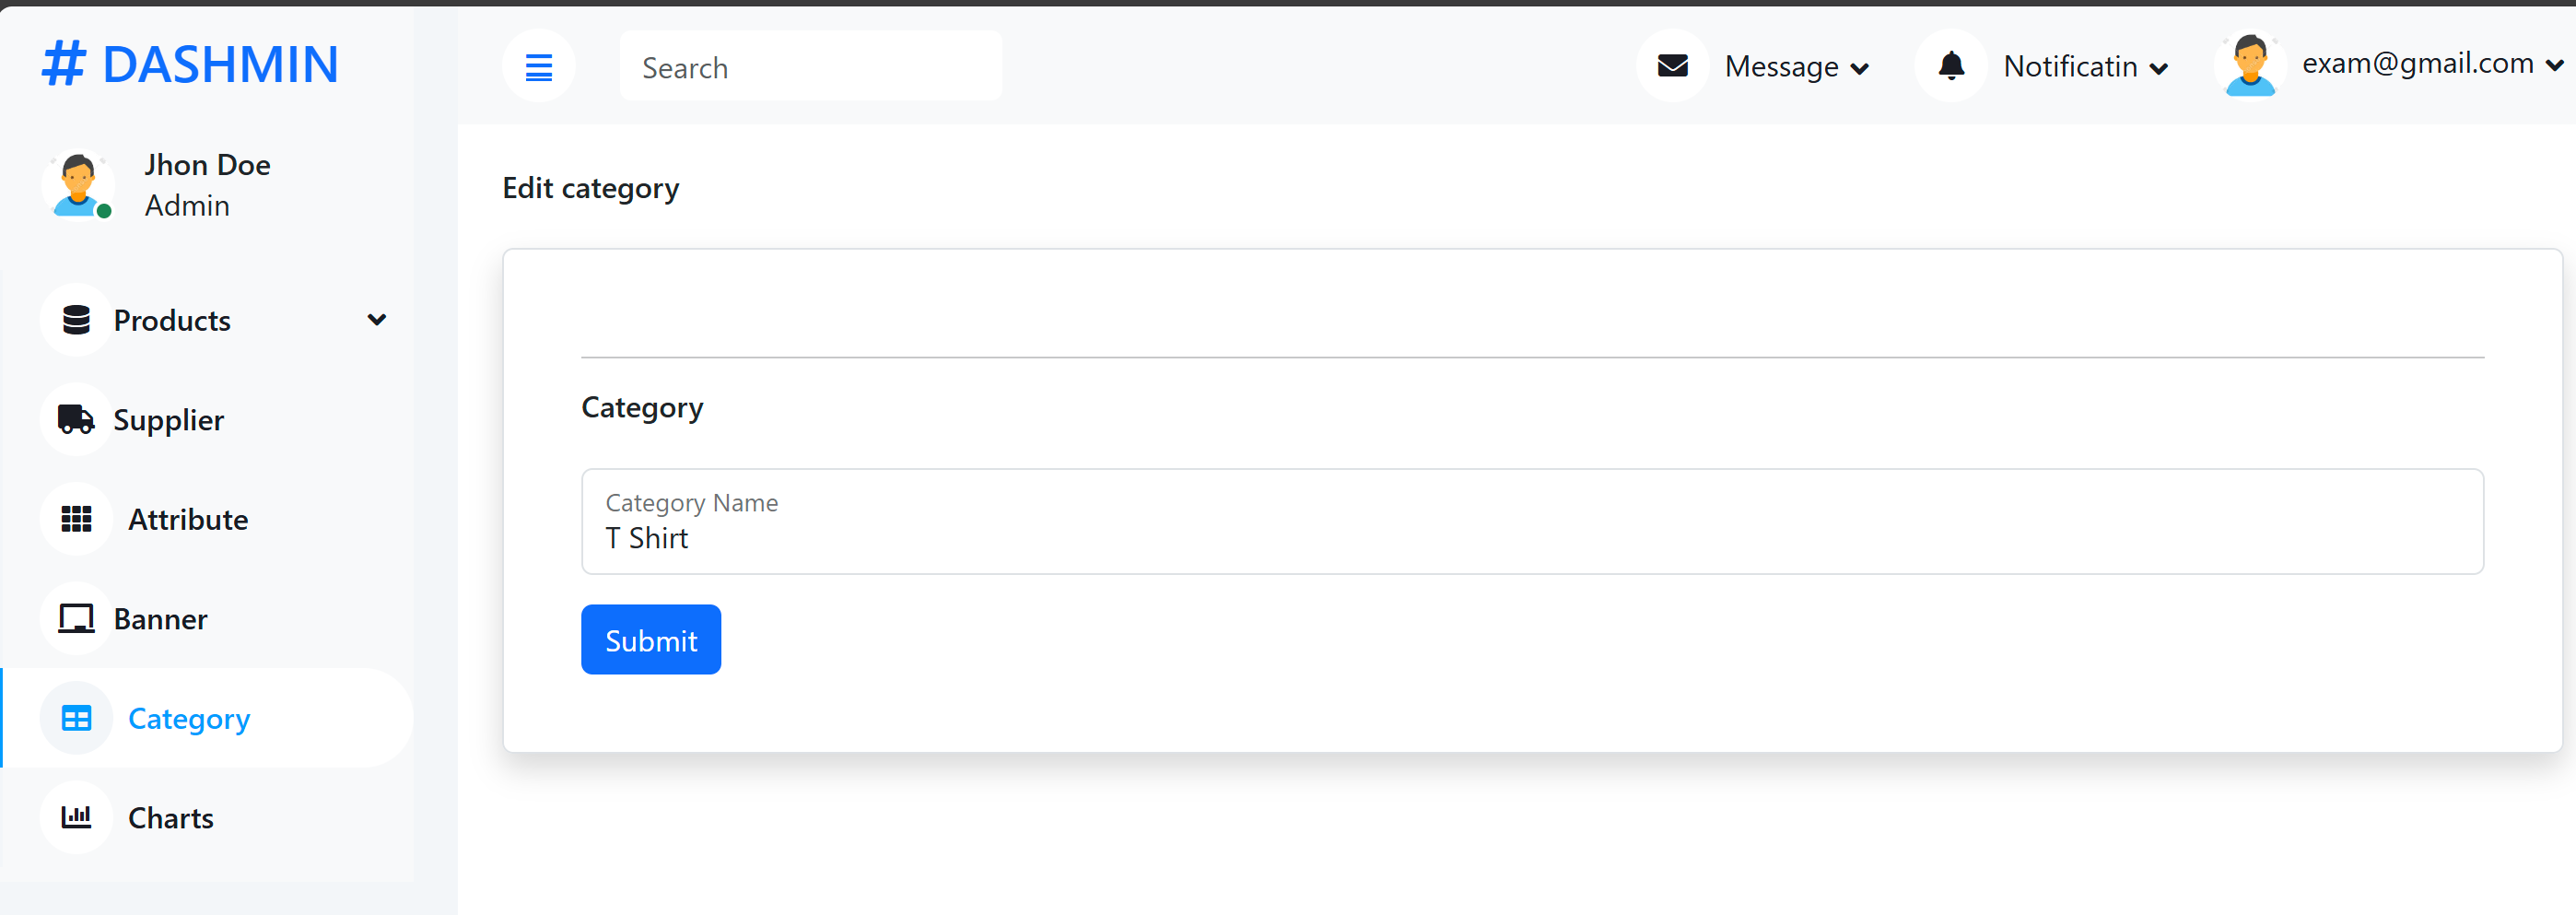 # DASHMIN
Search
Message
Notificatin
exam@gmail.com
Jhon Doe
Admin
Products
Supplier
Attribute
Banner
Category
Charts
Edit category
Category
Category Name
T Shirt
Submit